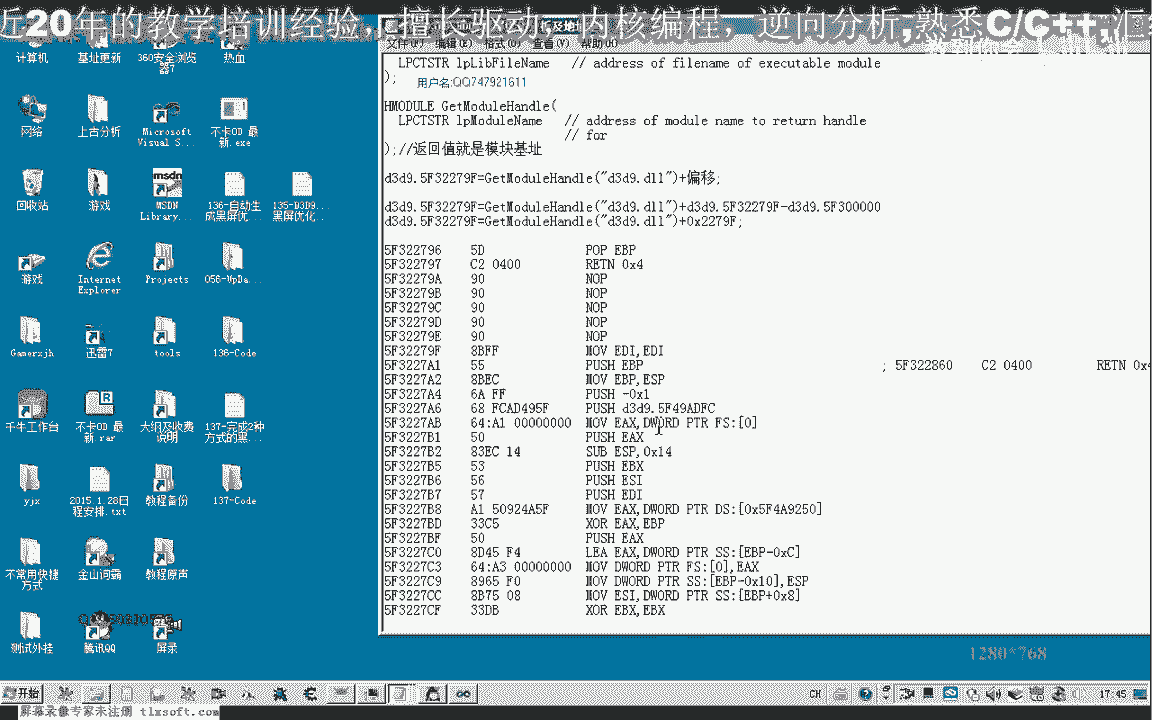 近20年的教学培训经验,擅长驱动,内核编程,逆向分析,熟悉C/C++,汇
文件(F) 编辑(E) 格式(O) 查看(V) 帮助(H)
计算机
基址更新
360安全浏览器7
热血
网络
上古分析
Microsoft Visual S...
不卡OD 最新.exe
回收站
游戏
MSDN Library...
136-自动生成黑屏优...
135-D3D9...黑屏优化...
游戏
Internet Explorer
Projects
056-WpDa...
Gamerxjh
迅雷7
tools
136-Code
千牛工作台
不卡OD 最新.rar
大纲及收费说明
137-完成2种方式的黑...
yjx
2015.1.28日程安排.txt
教程备份
137-Code
不常用快捷方式
金山词霸
教程原声
测试外挂
腾讯QQ
屏录
LPCTSTR lpLibFileName // address of filename of executable module
); 用户名:QQ747921611
HMODULE GetModuleHandle(
LPCTSTR lpModuleName // address of module name to return handle
// for
);//返回值就是模块基址
d3d9.5F32279F=GetModuleHandle("d3d9.dll")+偏移;
d3d9.5F32279F=GetModuleHandle("d3d9.dll")+d3d9.5F32279F-d3d9.5F300000
d3d9.5F32279F=GetModuleHandle("d3d9.dll")+0x2279F;
5F322796 5D POP EBP
5F322797 C2 0400 RETN 0x4
5F32279A 90 NOP
5F32279B 90 NOP
5F32279C 90 NOP
5F32279D 90 NOP
5F32279E 90 NOP
5F32279F 8BFF MOV EDI,EDI
5F3227A1 55 PUSH EBP ; 5F322860 C2 0400 RETN 0x4
5F3227A2 8BEC MOV EBP,ESP
5F3227A4 6A FF PUSH -0x1
5F3227A6 68 FCAD495F PUSH d3d9.5F49ADFC
5F3227AB 64:A1 00000000 MOV EAX,DWORD PTR FS:[0]
5F3227B1 50 PUSH EAX
5F3227B2 83EC 14 SUB ESP,0x14
5F3227B5 53 PUSH EBX
5F3227B6 56 PUSH ESI
5F3227B7 57 PUSH EDI
5F3227B8 A1 50924A5F MOV EAX,DWORD PTR DS:[0x5F4A9250]
5F3227BD 33C5 XOR EAX,EBP
5F3227BF 50 PUSH EAX
5F3227C0 8D45 F4 LEA EAX,DWORD PTR SS:[EBP-0xC]
5F3227C3 64:A3 00000000 MOV DWORD PTR FS:[0],EAX
5F3227C9 8965 F0 MOV DWORD PTR SS:[EBP-0x10],ESP
5F3227CC 8B75 08 MOV ESI,DWORD PTR SS:[EBP+0x8]
5F3227CF 33DB XOR EBX,EBX
1280*768
开始
CH
17:45
屏幕录像专家未注册 tlxsoft.com